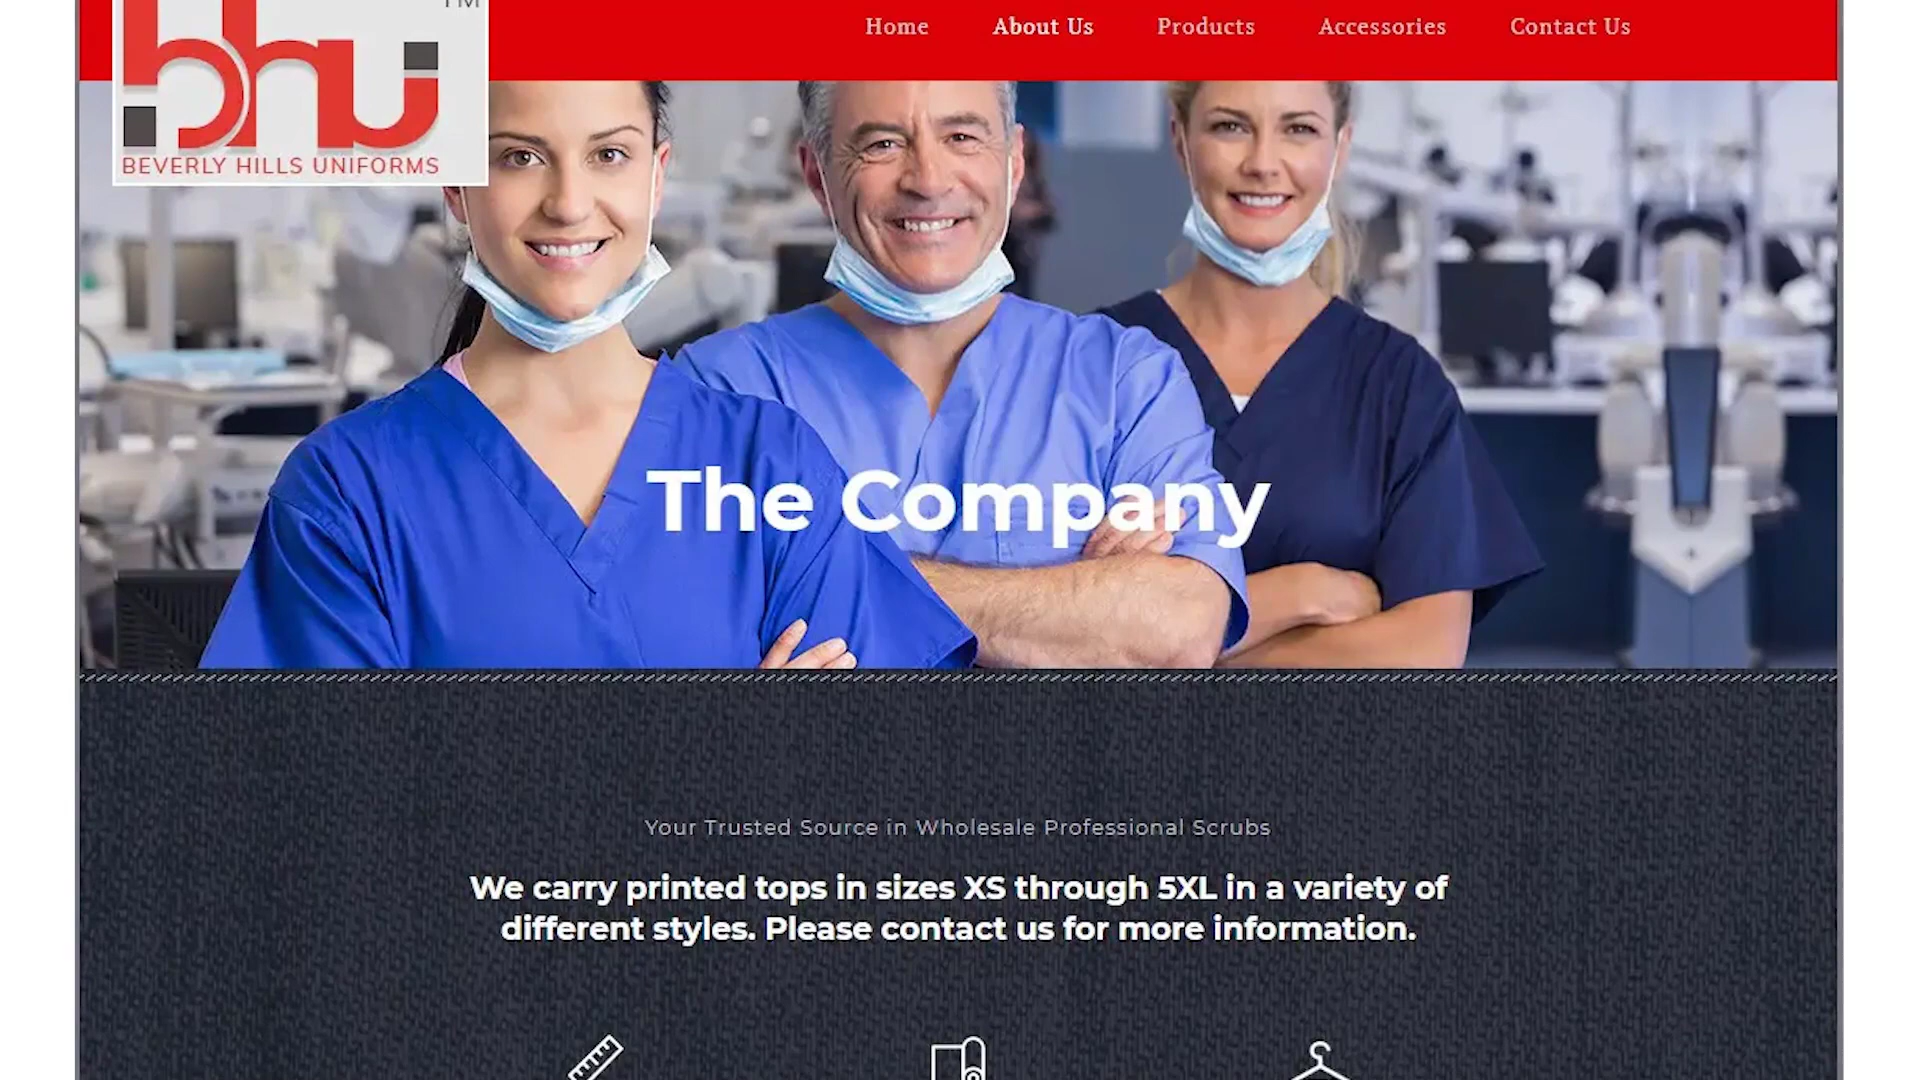 TM
bhu
BEVERLY HILLS UNIFORMS
Home About Us Products Accessories Contact Us
The Company
Your Trusted Source in Wholesale Professional Scrubs
We carry printed tops in sizes XS through 5XL in a variety of
different styles. Please contact us for more information.